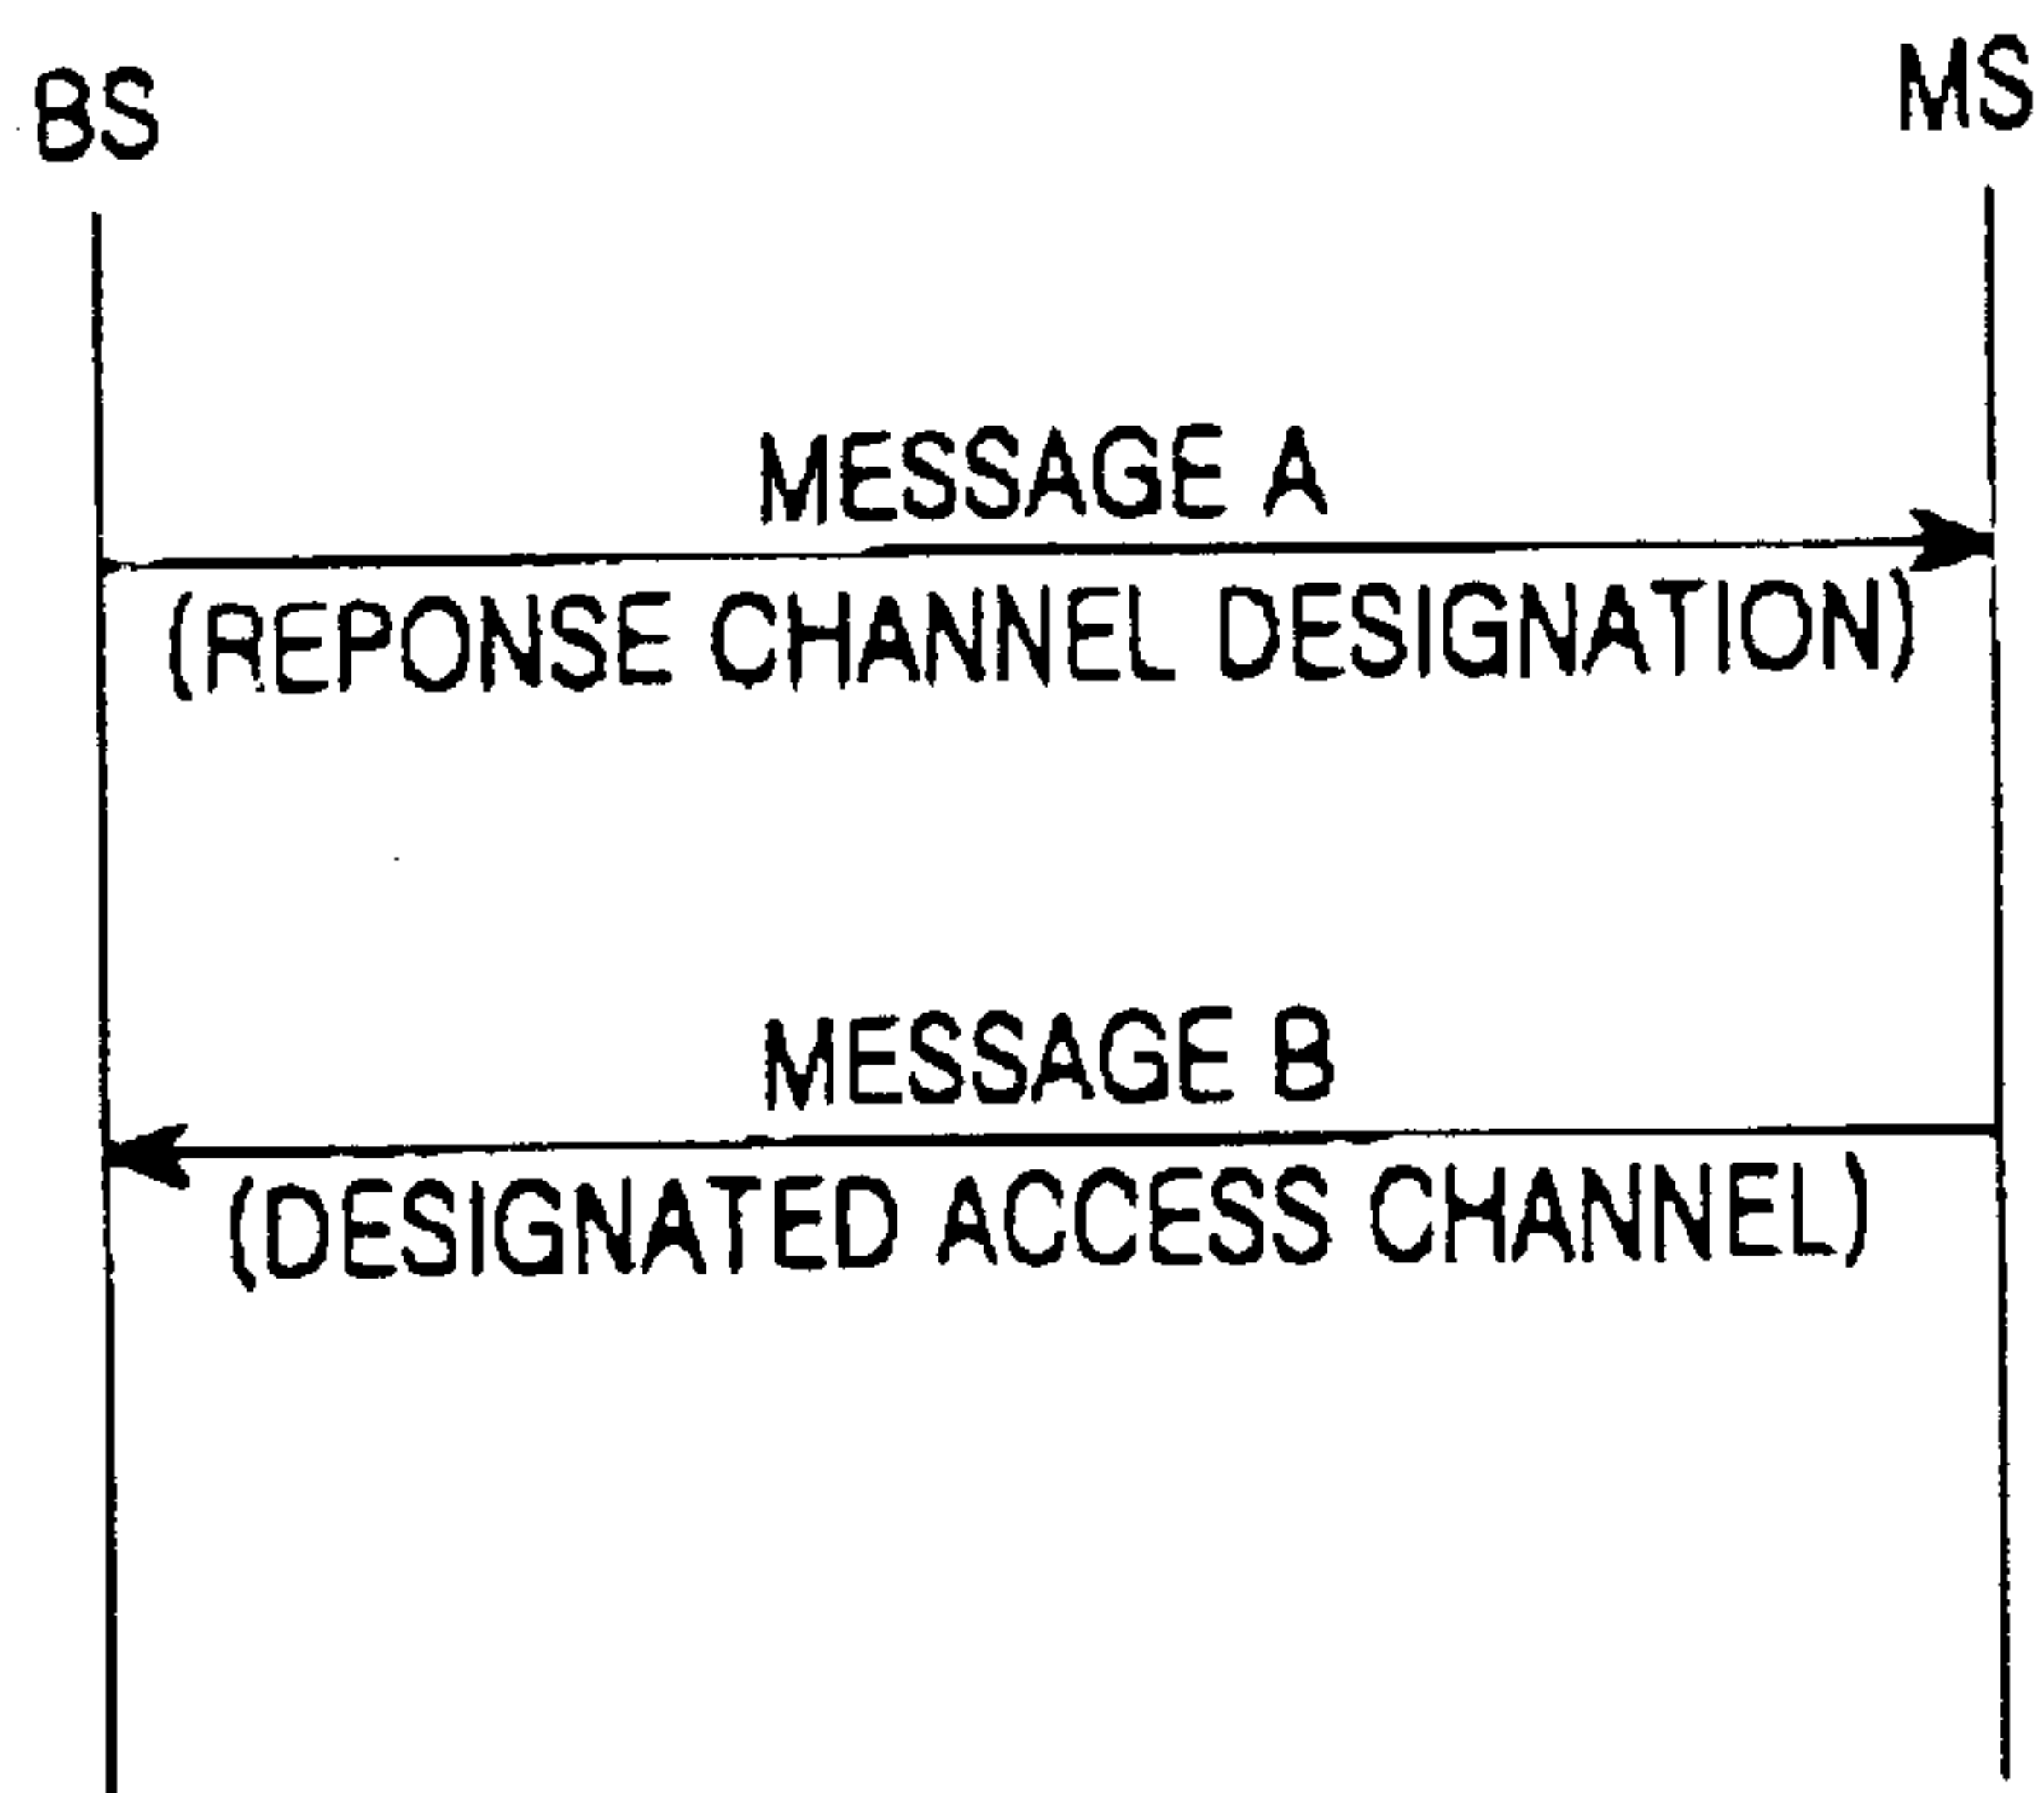 BS
MS
MESSAGE A
(REPONSE CHANNEL DESIGNATION)
MESSAGE B
(DESIGNATED ACCESS CHANNEL)